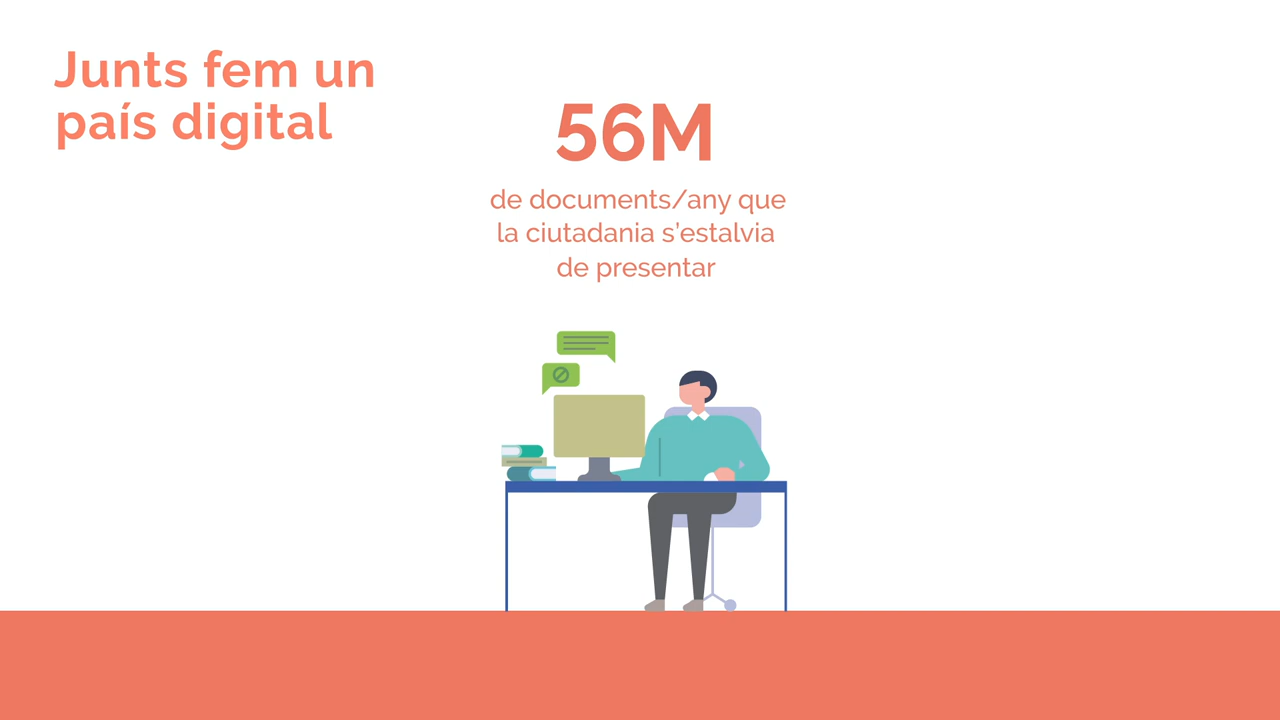 Junts fem un
país digital
56M
de documents/any que
la ciutadania s'estalvia
de presentar